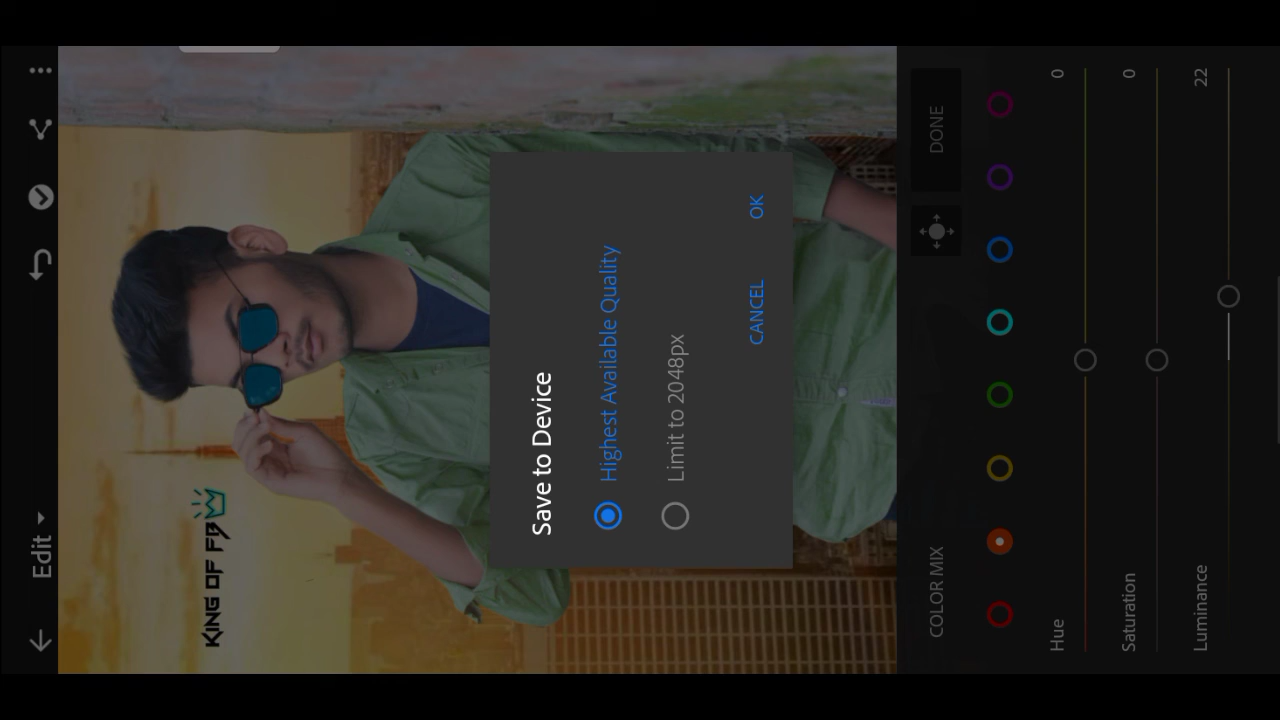 Edit
KING OF FB
Save to Device
Highest Available Quality
Limit to 2048px
CANCEL
OK
COLOR MIX
DONE
Hue
0
Saturation
0
Luminance
22